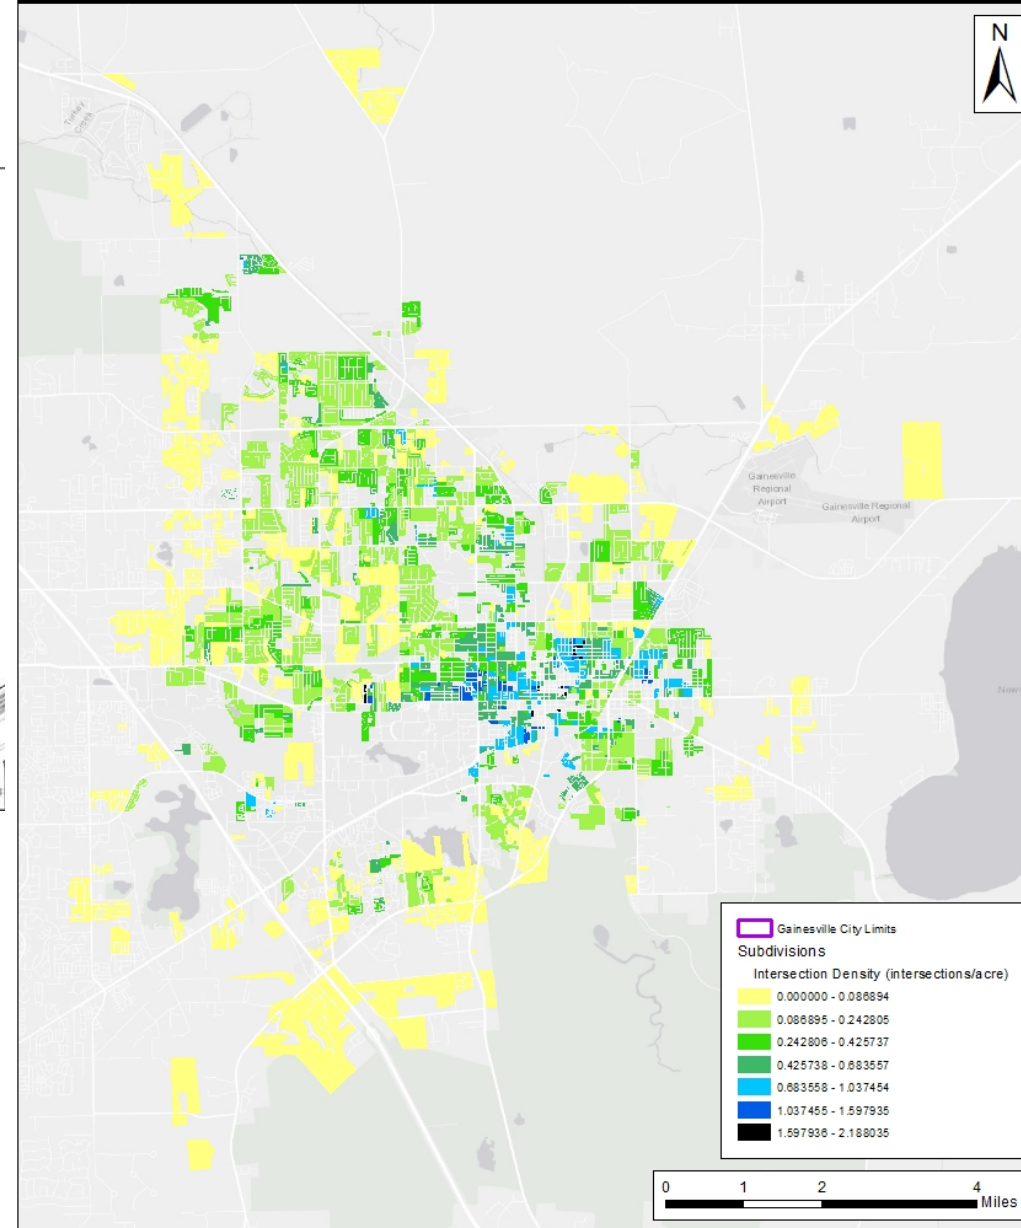 N
Turkey
Creek
Gainesville
Regional
Airport
Gainesville Regional
Airport
Gainesville City Limits
Subdivisions
Intersection Density (intersections/acre)
0.000000 - 0.086894
0.086895 - 0.242805
0.242806 - 0.425737
0.425738 - 0.683557
0.683558 - 1.037454
1.037455 - 1.597935
1.597936 - 2.188035
0 1 2 4
Miles